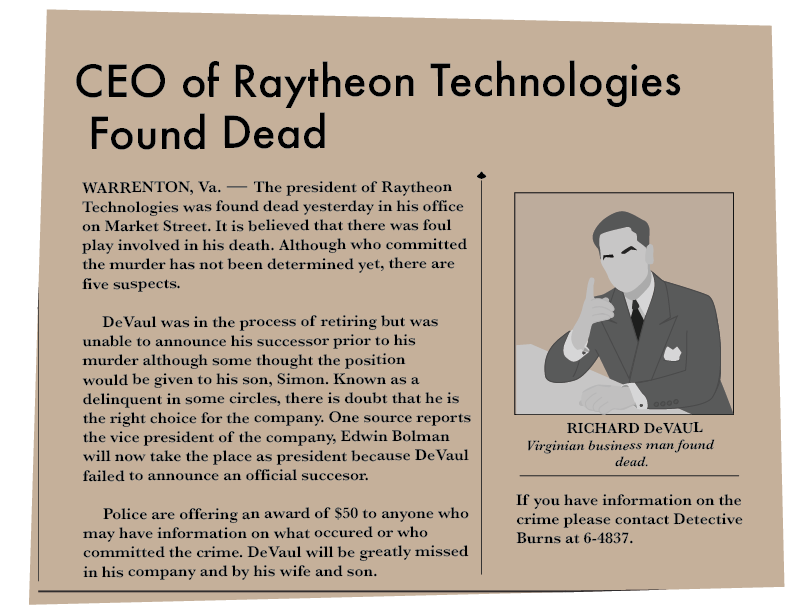 CEO of Raytheon Technologies
Found Dead
WARRENTON, Va. — The president of Raytheon
Technologies was found dead yesterday in his office
on Market Street. It is believed that there was foul
play involved in his death. Although who committed
the murder has not been determined yet, there are
five suspects.
DeVaul was in the process of retiring but was
unable to announce his successor prior to his
murder although some thought the position
would be given to his son, Simon. Known as a
delinquent in some circles, there is doubt that he is
the right choice for the company. One source reports
the vice president of the company, Edwin Bolman
will now take the place as president because DeVaul
failed to announce an official succesor.
Police are offering an award of $50 to anyone who
may have information on what occured or who
committed the crime. DeVaul will be greatly missed
in his company and by his wife and son.
RICHARD DeVAUL
Virginian business man found
dead.
If you have information on the
crime please contact Detective
Burns at 6-4837.